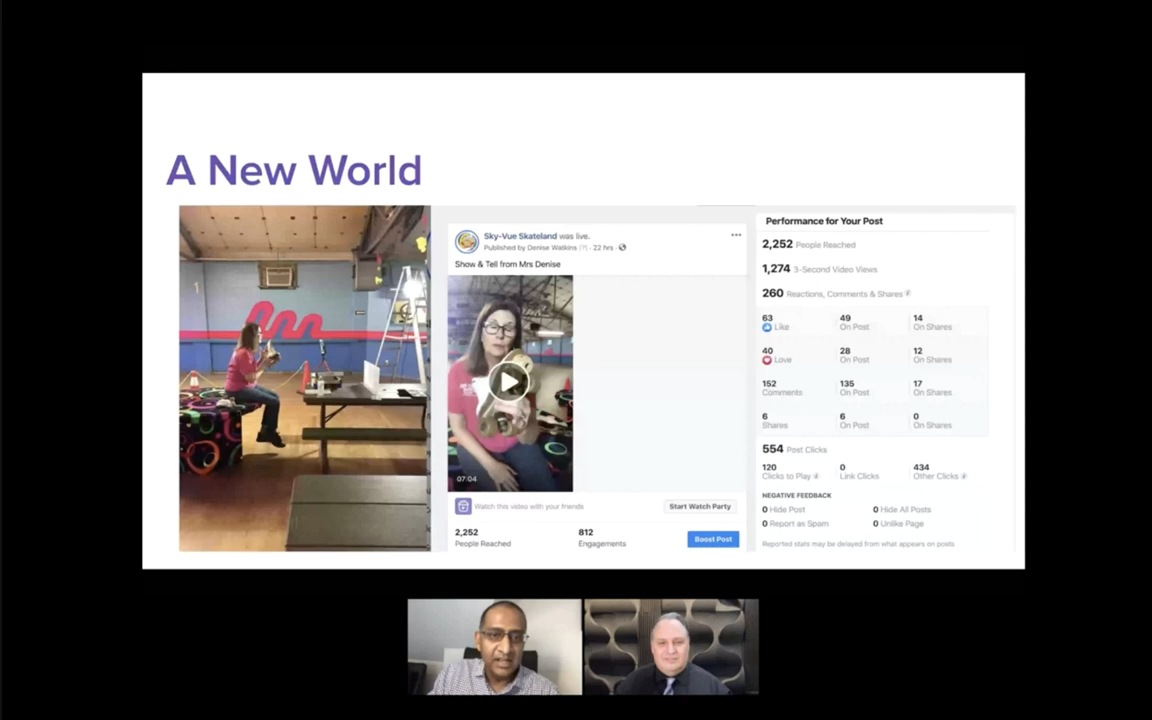 A New World
Sky-Vue Skateland was live.
Published by Denise Watkins [?] · 22 hrs ·
Show & Tell from Mrs Denise
07:04
Watch this video with your friends
Start Watch Party
2,252
People Reached
812
Engagements
Boost Post
Performance for Your Post
2,252 People Reached
1,274 3-Second Video Views
260 Reactions, Comments & Shares
63
Like
49
On Post
14
On Shares
40
Love
28
On Post
12
On Shares
152
Comments
135
On Post
17
On Shares
6
Shares
6
On Post
0
On Shares
554 Post Clicks
120
Clicks to Play
0
Link Clicks
434
Other Clicks
NEGATIVE FEEDBACK
0 Hide Post
0 Hide All Posts
0 Report as Spam
0 Unlike Page
Reported stats may be delayed from what appears on posts